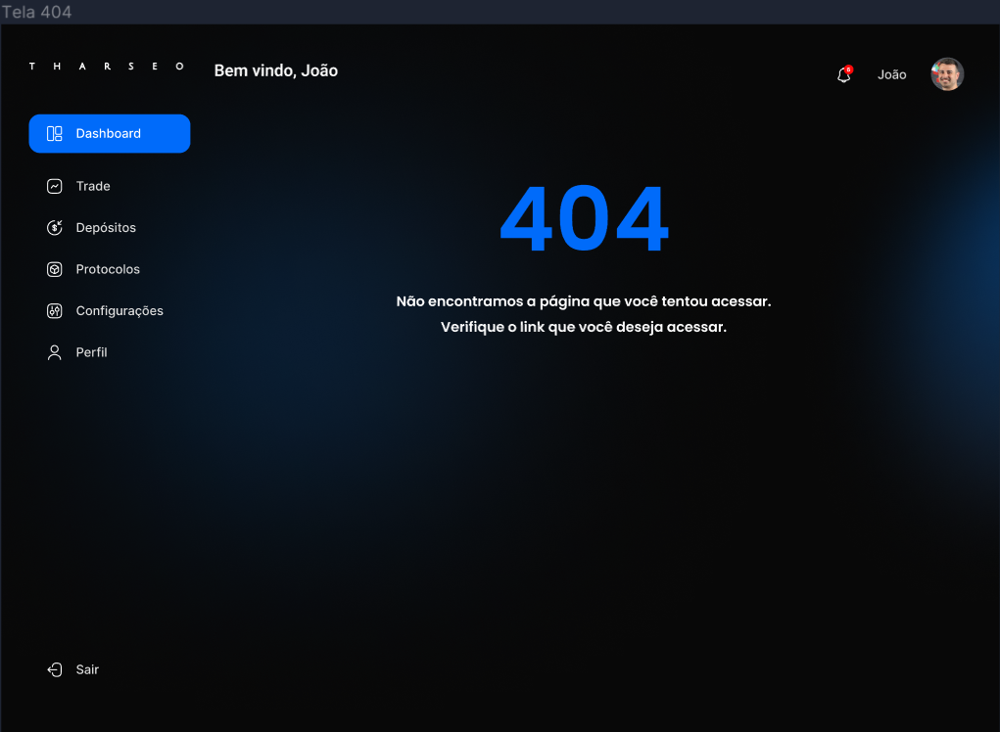 Tela 404
THARSEO
Bem vindo, João
João
Dashboard
Trade
Depósitos
Protocolos
Configurações
Perfil
404
Não encontramos a página que você tentou acessar.
Verifique o link que você deseja acessar.
Sair